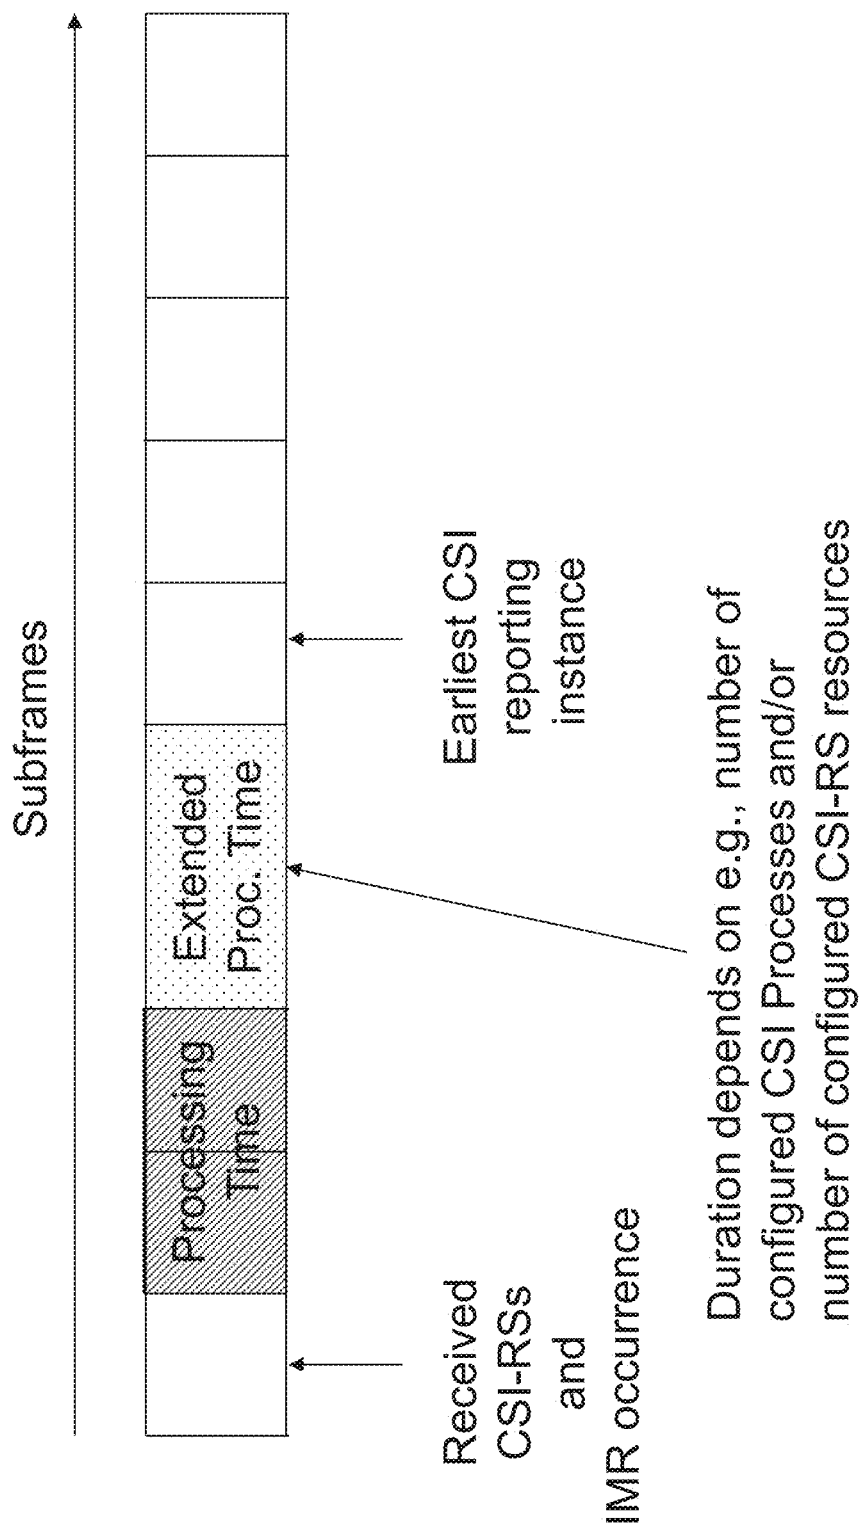 Subframes
Processing
Time
Extended
Proc. Time
Received
CSI-RSs
and
IMR occurrence
Earliest CSI
reporting
instance
Duration depends on e.g., number of
configured CSI Processes and/or
number of configured CSI-RS resources